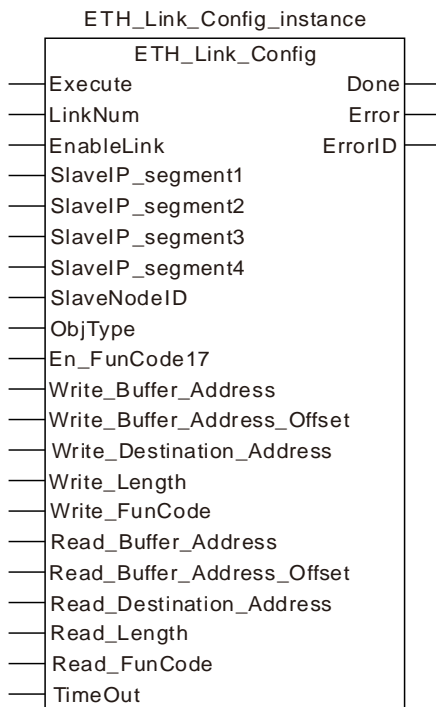 ETH_Link_Config_instance
ETH_Link_Config
Execute Done
LinkNum Error
EnableLink ErrorID
SlaveIP_segment1
SlaveIP_segment2
SlaveIP_segment3
SlaveIP_segment4
SlaveNodeID
ObjType
En_FunCode17
Write_Buffer_Address
Write_Buffer_Address_Offset
Write_Destination_Address
Write_Length
Write_FunCode
Read_Buffer_Address
Read_Buffer_Address_Offset
Read_Destination_Address
Read_Length
Read_FunCode
TimeOut